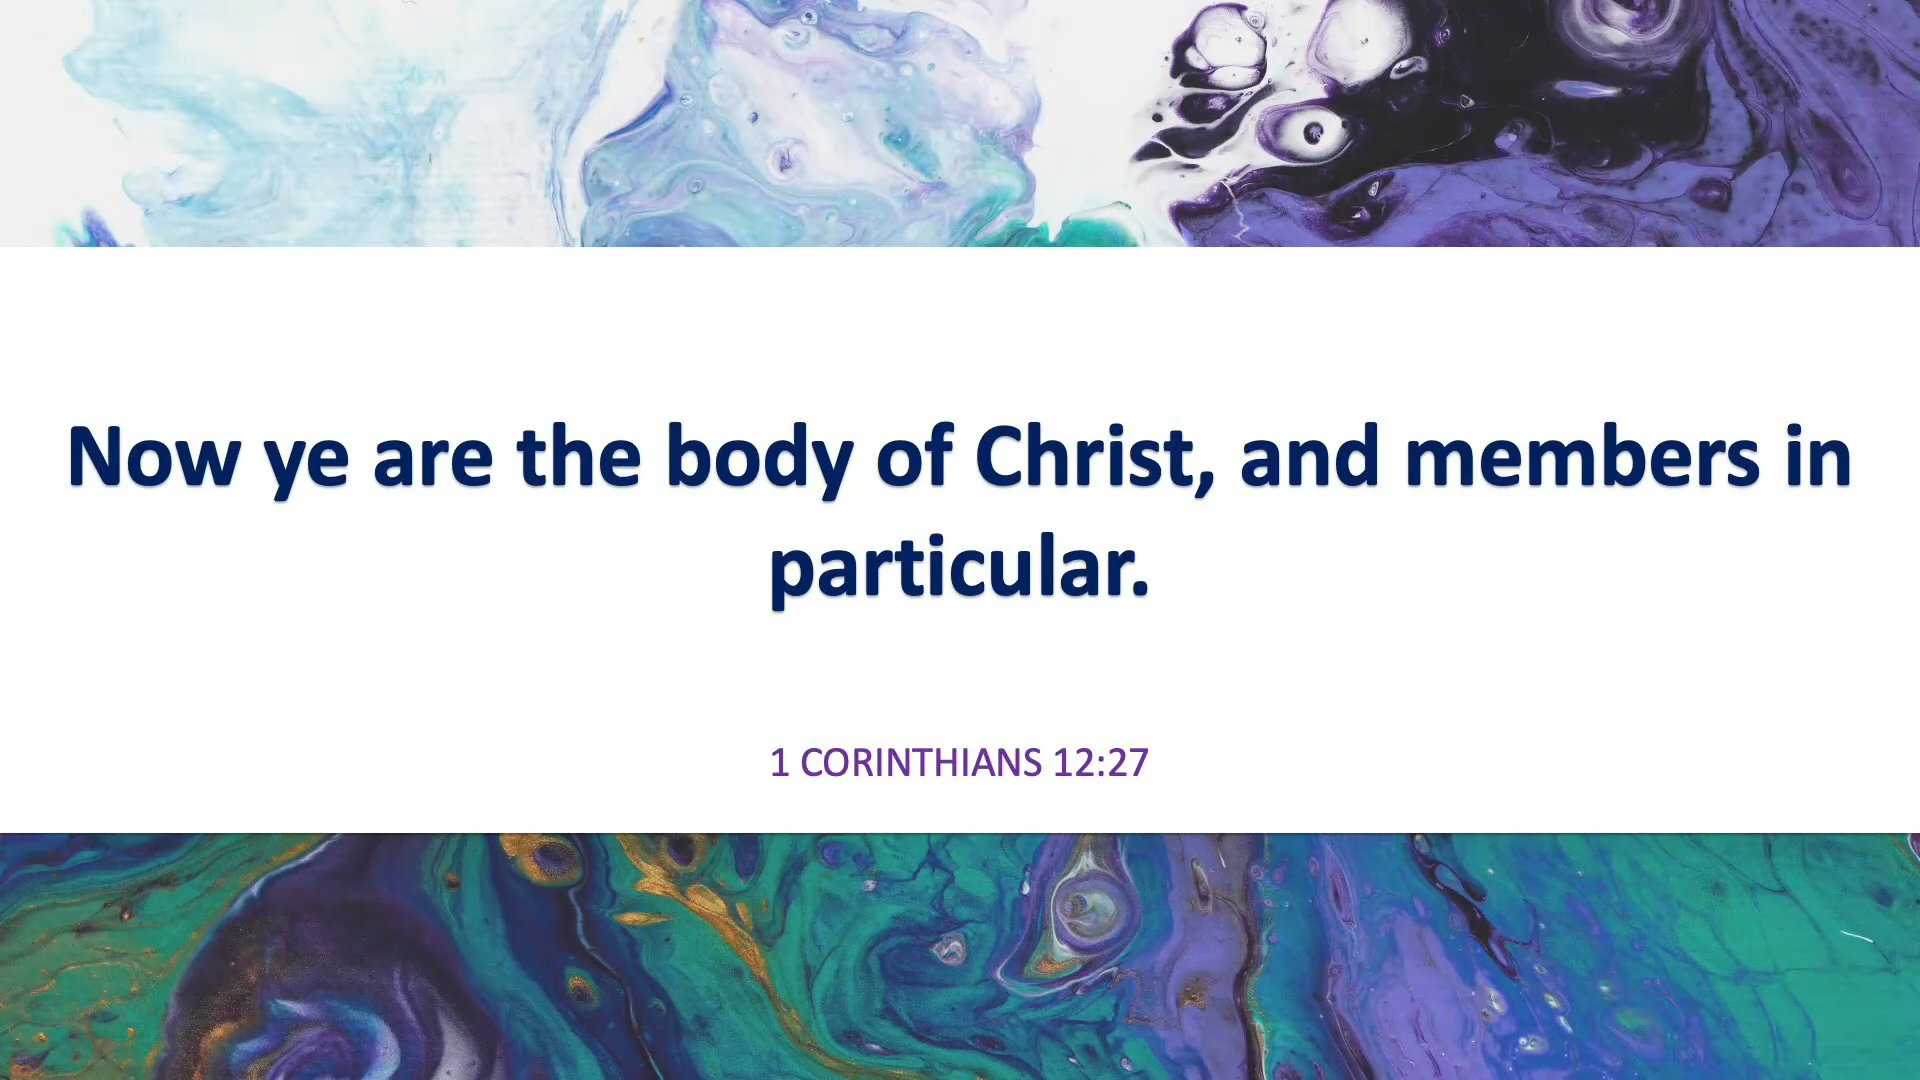 Now ye are the body of Christ, and members in
particular.
1 CORINTHIANS 12:27